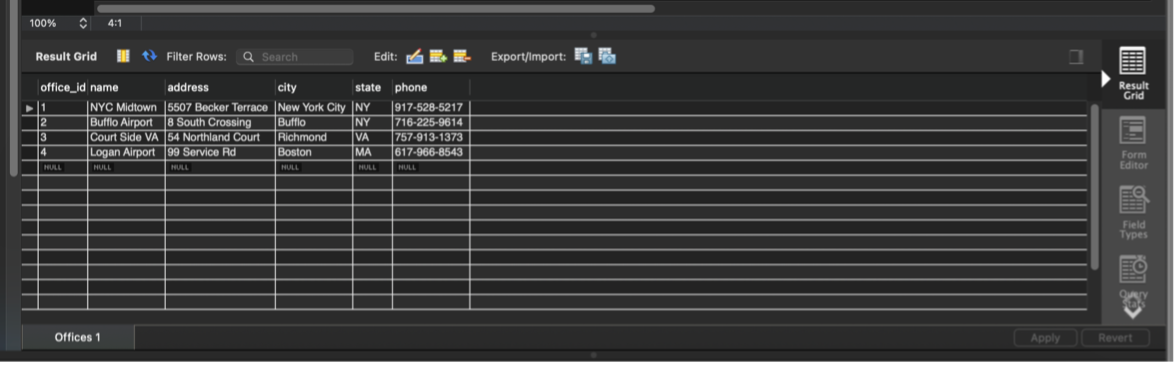 100% 4:1
Result Grid Filter Rows: Search Edit: Export/Import:
office_id name address city state phone
1 NYC Midtown 5507 Becker Terrace New York City NY 917-528-5217
2 Bufflo Airport 8 South Crossing Bufflo NY 716-225-9614
3 Court Side VA 54 Northland Court Richmond VA 757-913-1373
4 Logan Airport 99 Service Rd Boston MA 617-966-8543
NULL NULL NULL NULL NULL NULL
Result
Grid
Form
Editor
Field
Types
Query
Stats
Offices 1 Apply Revert